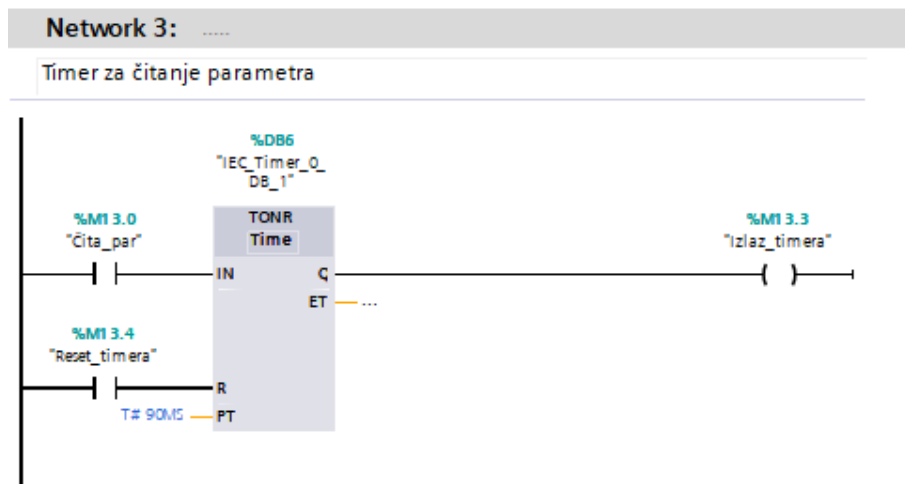 Network 3: .....
Timer za čitanje parametra
%DB6
"IEC_Timer_0_
DB_1"
%M13.0
"Čita_par"
TONR
Time
%M13.3
"Izlaz_timera"
IN
Q
ET
...
%M13.4
"Reset_timera"
R
T# 90MS
PT